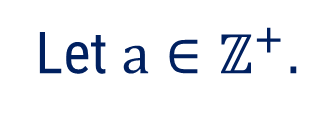 Let a ∈ ℤ⁺.